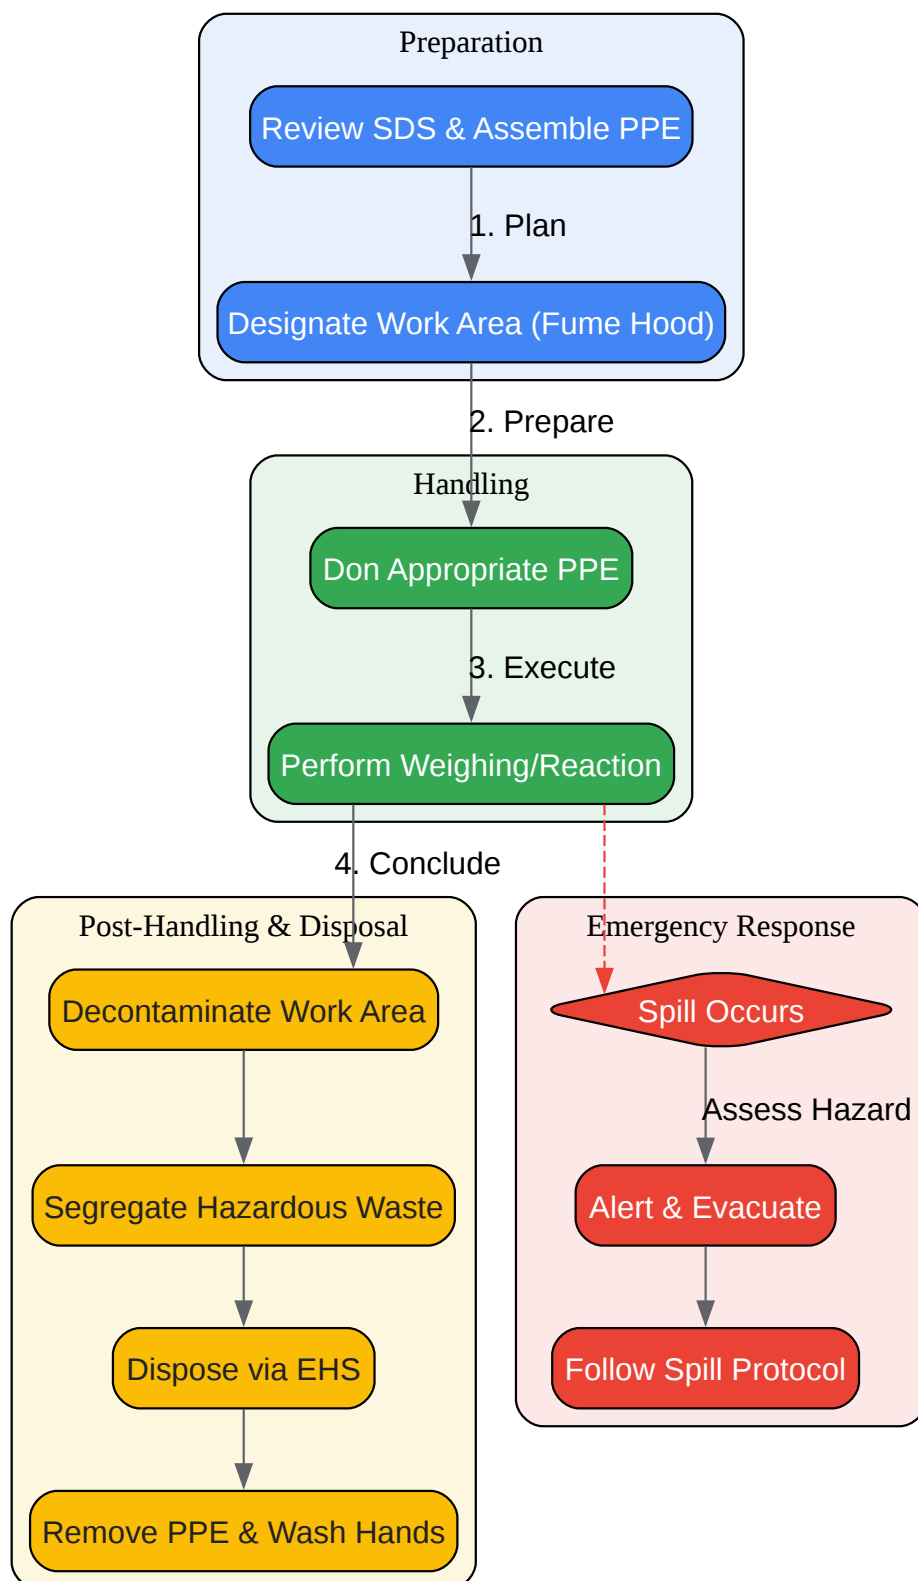 Preparation
Review SDS & Assemble PPE
1. Plan
Designate Work Area (Fume Hood)
2. Prepare
Handling
Don Appropriate PPE
3. Execute
Perform Weighing/Reaction
4. Conclude
Post-Handling & Disposal
Decontaminate Work Area
Segregate Hazardous Waste
Dispose via EHS
Remove PPE & Wash Hands
Emergency Response
Spill Occurs
Assess Hazard
Alert & Evacuate
Follow Spill Protocol